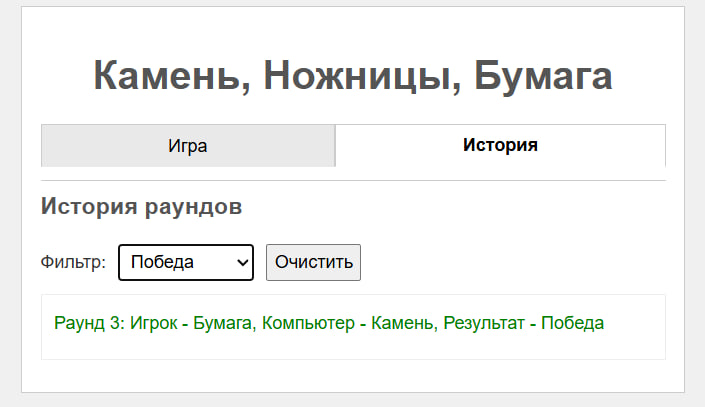 Камень, Ножницы, Бумага
Игра История
История раундов
Фильтр: Победа Очистить
Раунд 3: Игрок - Бумага, Компьютер - Камень, Результат - Победа